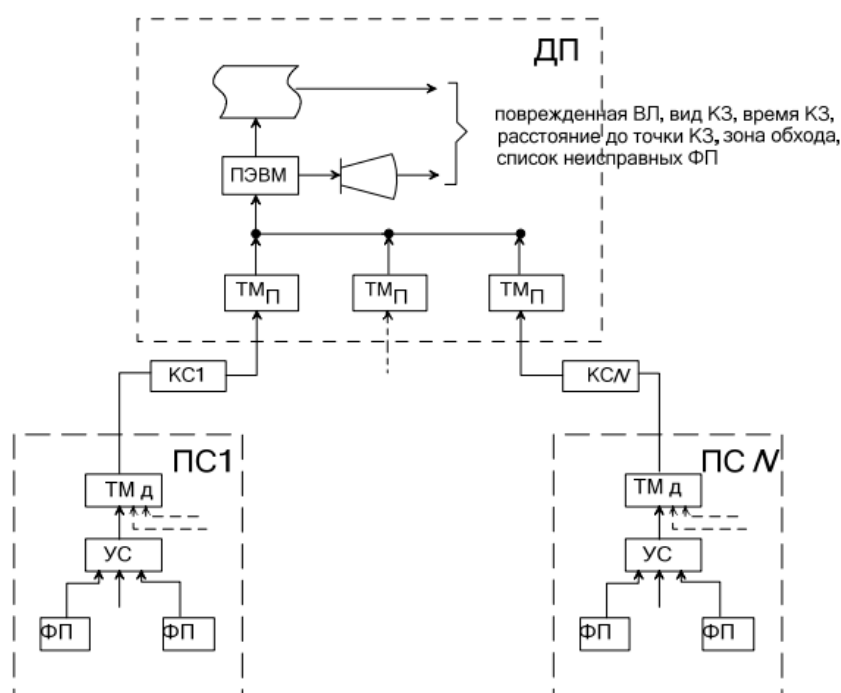 ДП
поврежденная ВЛ, вид КЗ, время КЗ,
расстояние до точки КЗ, зона обхода,
список неисправных ФП
ПЭВМ
ТМП ТМП ТМП
КС1 КСN
ПС1 ПС N
ТМ д ТМ д
УС УС
ФП ФП ФП ФП